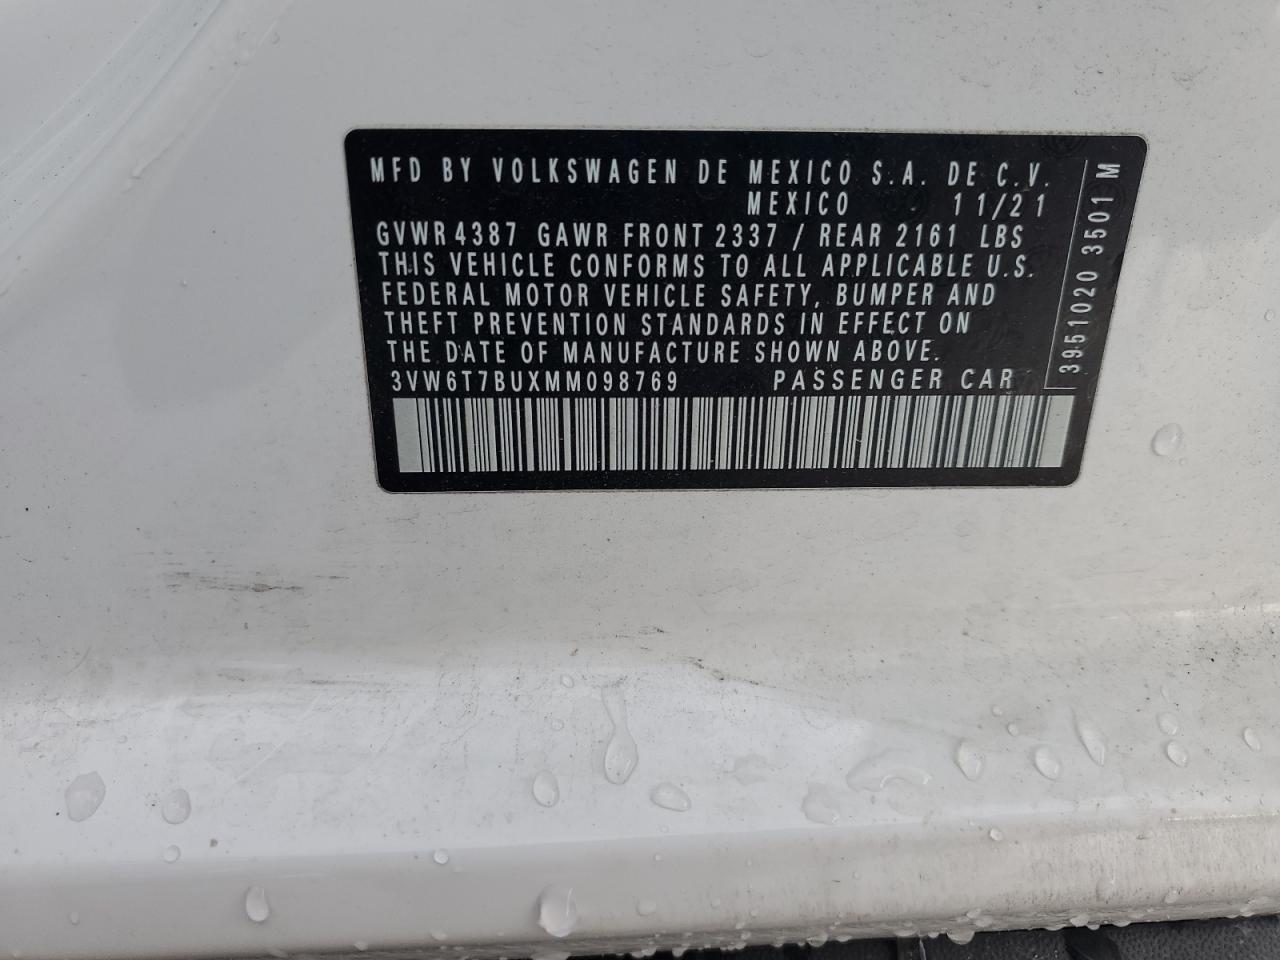 MFD BY VOLKSWAGEN DE MEXICO S.A. DE C.V.
MEXICO 11/21
GVWR 4387 GAWR FRONT 2337 / REAR 2161 LBS
THIS VEHICLE CONFORMS TO ALL APPLICABLE U.S.
FEDERAL MOTOR VEHICLE SAFETY, BUMPER AND
THEFT PREVENTION STANDARDS IN EFFECT ON
THE DATE OF MANUFACTURE SHOWN ABOVE.
3VW6T7BUXMM098769 PASSENGER CAR
3951020 3501 M